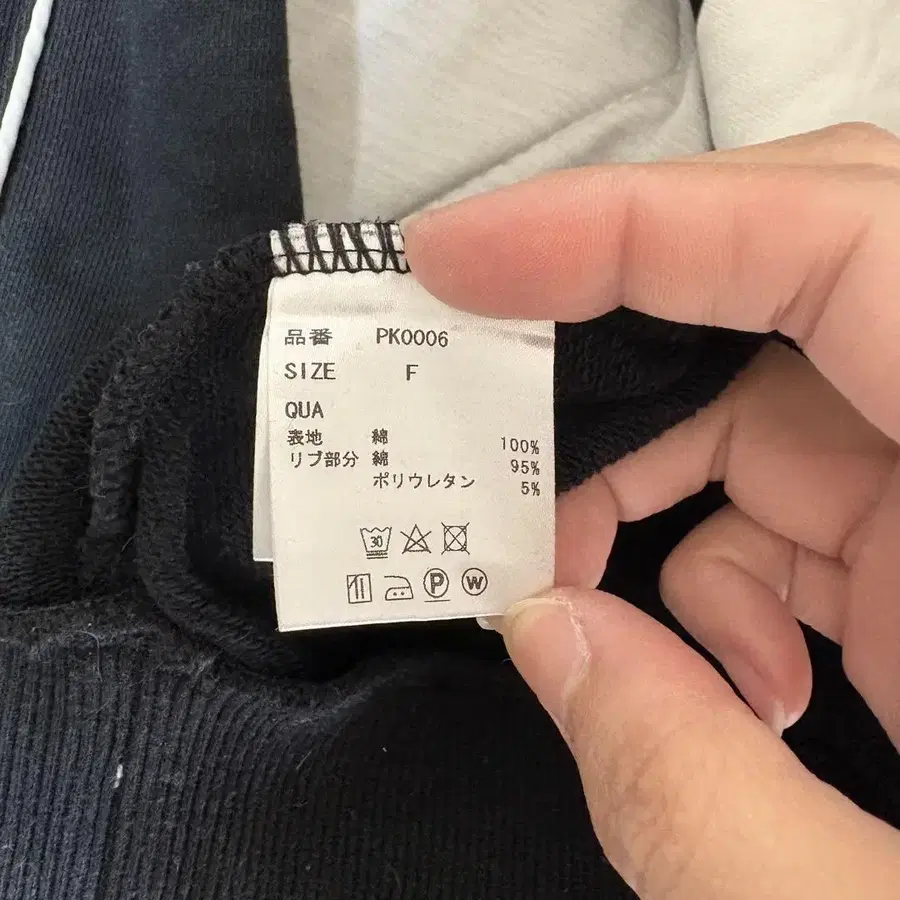 品番 PK0006
SIZE F
QUA
表地 綿 100%
リブ部分 綿 95%
ポリウレタン 5%
30
P W